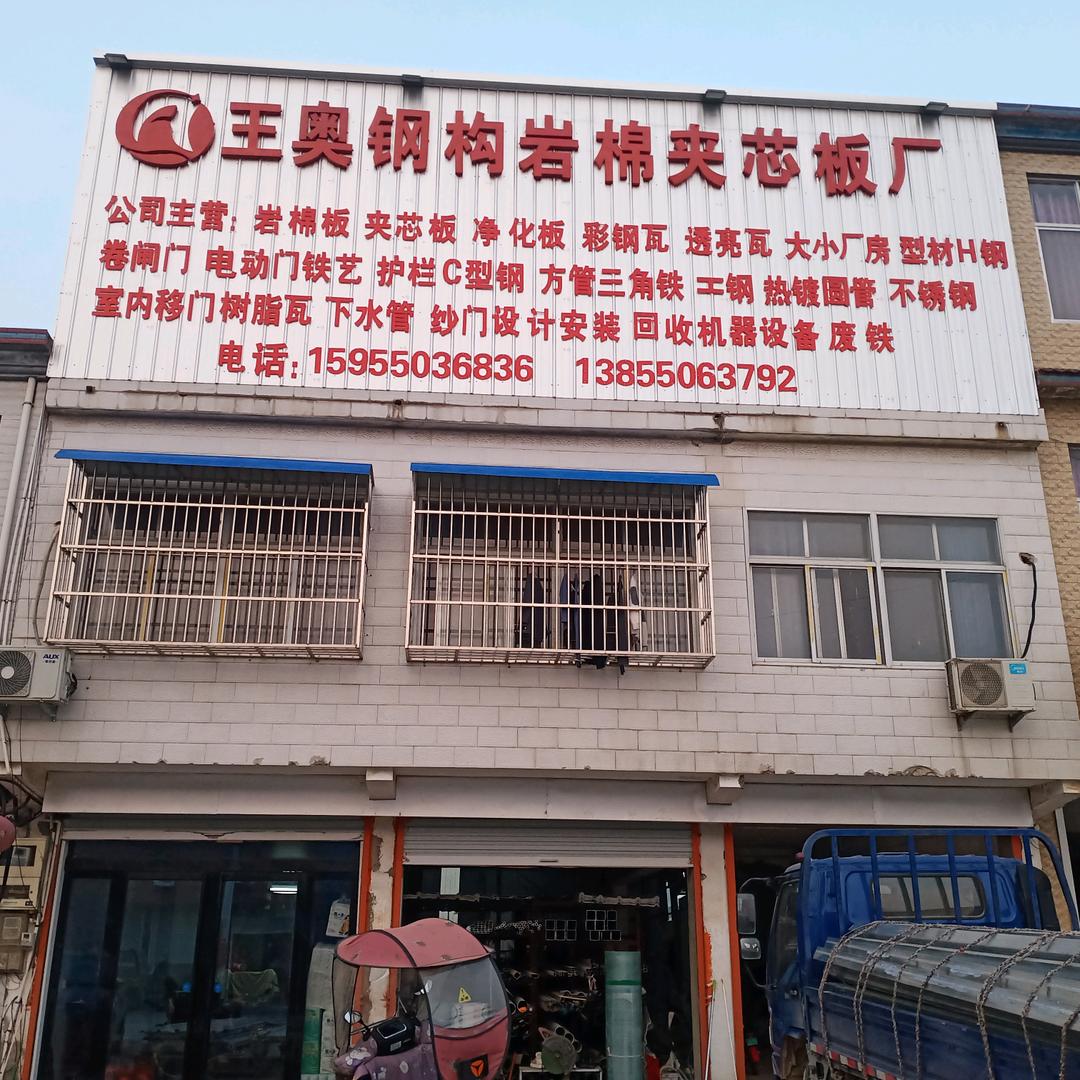 王奥钢构岩棉夹芯板厂
公司主营: 岩棉板 夹芯板 净化板 彩钢瓦 透亮瓦 大小厂房 型材H钢
卷闸门 电动门铁艺 护栏C型钢 方管三角铁 工钢 热镀圆管 不锈钢
室内移门树脂瓦 下水管 纱门设计安装 回收机器设备 废铁
电话: 15955036836 13855063792
AUX